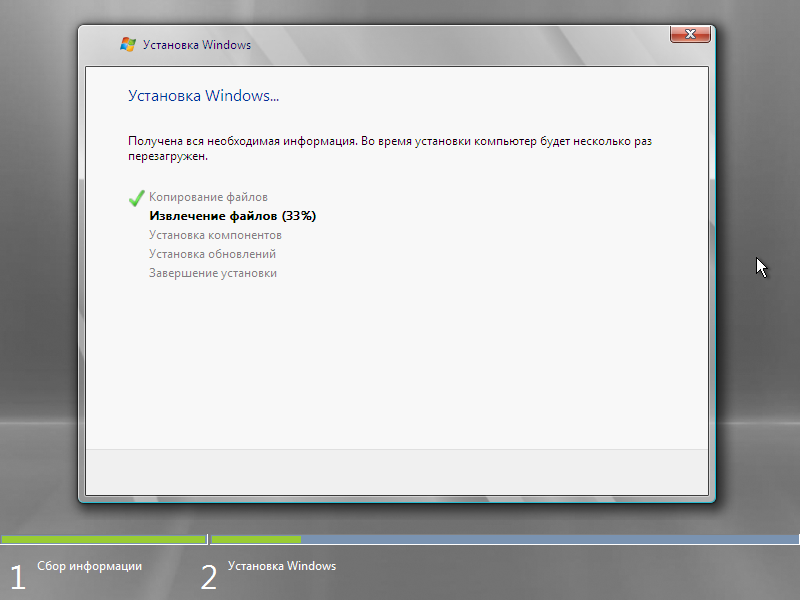 Установка Windows
Установка Windows...
Получена вся необходимая информация. Во время установки компьютер будет несколько раз
перезагружен.
Копирование файлов
Извлечение файлов (33%)
Установка компонентов
Установка обновлений
Завершение установки
1 Сбор информации
2 Установка Windows